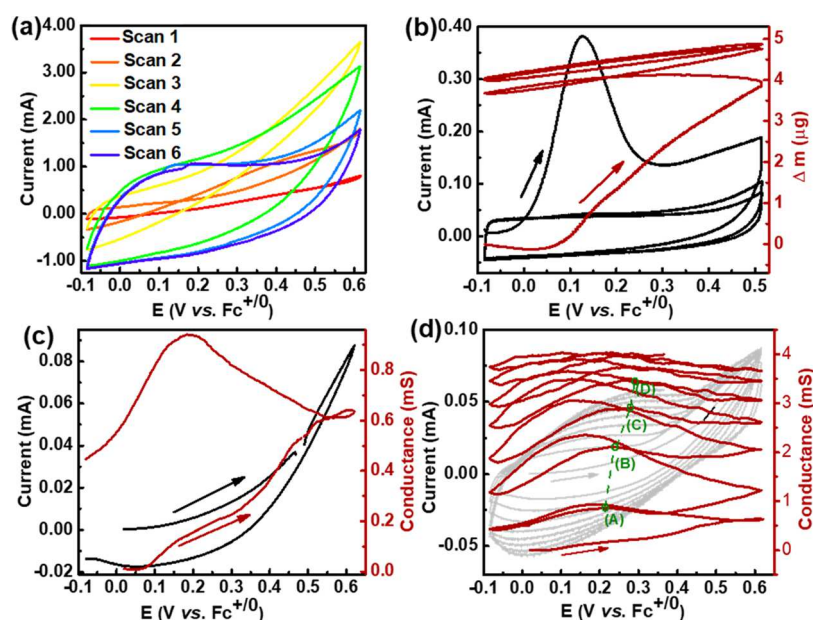 (a)
Scan 1
Scan 2
Scan 3
Scan 4
Scan 5
Scan 6
4.00
3.00
2.00
1.00
0.00
-1.00
Current (mA)
-0.1 0.0 0.1 0.2 0.3 0.4 0.5 0.6
E (V vs. Fc+/0)
(b)
0.40
0.30
0.20
0.10
0.00
Current (mA)
5
4
3
2
1
0
Δ m (μg)
-0.1 0.0 0.1 0.2 0.3 0.4 0.5
E (V vs. Fc+/0)
(c)
0.08
0.06
0.04
0.02
0.00
-0.02
Current (mA)
0.9
0.6
0.3
0.0
Conductance (mS)
-0.1 0.0 0.1 0.2 0.3 0.4 0.5 0.6 0.7
E (V vs. Fc+/0)
(d)
0.10
0.05
0.00
-0.05
Current (mA)
(D)
(C)
(B)
(A)
4
3
2
1
0
Conductance (mS)
-0.1 0.0 0.1 0.2 0.3 0.4 0.5 0.6
E (V vs. Fc+/0)